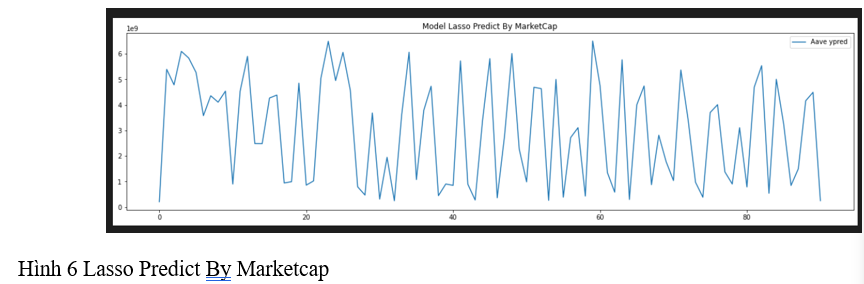 Model Lasso Predict By MarketCap
1e9
Aave ypred
6
5
4
3
2
1
0
0 20 40 60 80
Hình 6 Lasso Predict By Marketcap